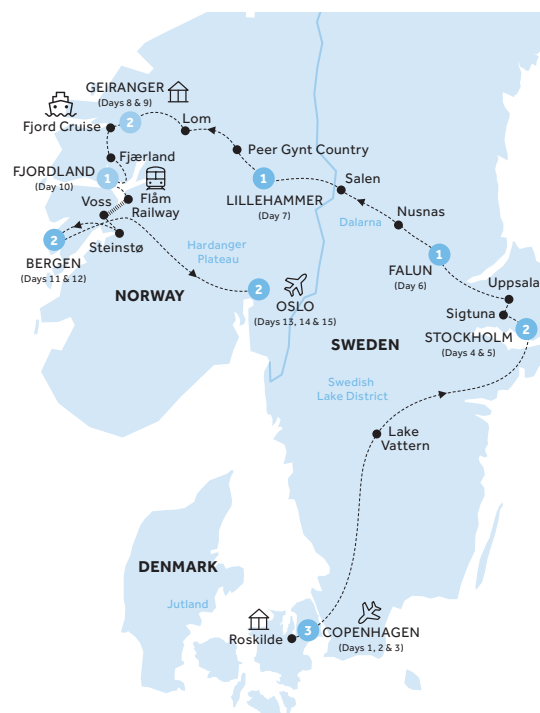 GEIRANGER
(Days 8 & 9)
2
Fjord Cruise
Lom
Peer Gynt Country
Fjærland
FJORDLAND
(Day 10)
1
Flåm
Railway
Voss
1
LILLEHAMMER
(Day 7)
Salen
Dalarna
Nusnas
2
BERGEN
(Days 11 & 12)
Steinstø
Hardanger
Plateau
1
FALUN
(Day 6)
Uppsala
Sigtuna
2
STOCKHOLM
(Days 4 & 5)
NORWAY
2
OSLO
(Days 13, 14 & 15)
SWEDEN
Swedish
Lake District
Lake
Vattern
DENMARK
Jutland
Roskilde
3
COPENHAGEN
(Days 1, 2 & 3)